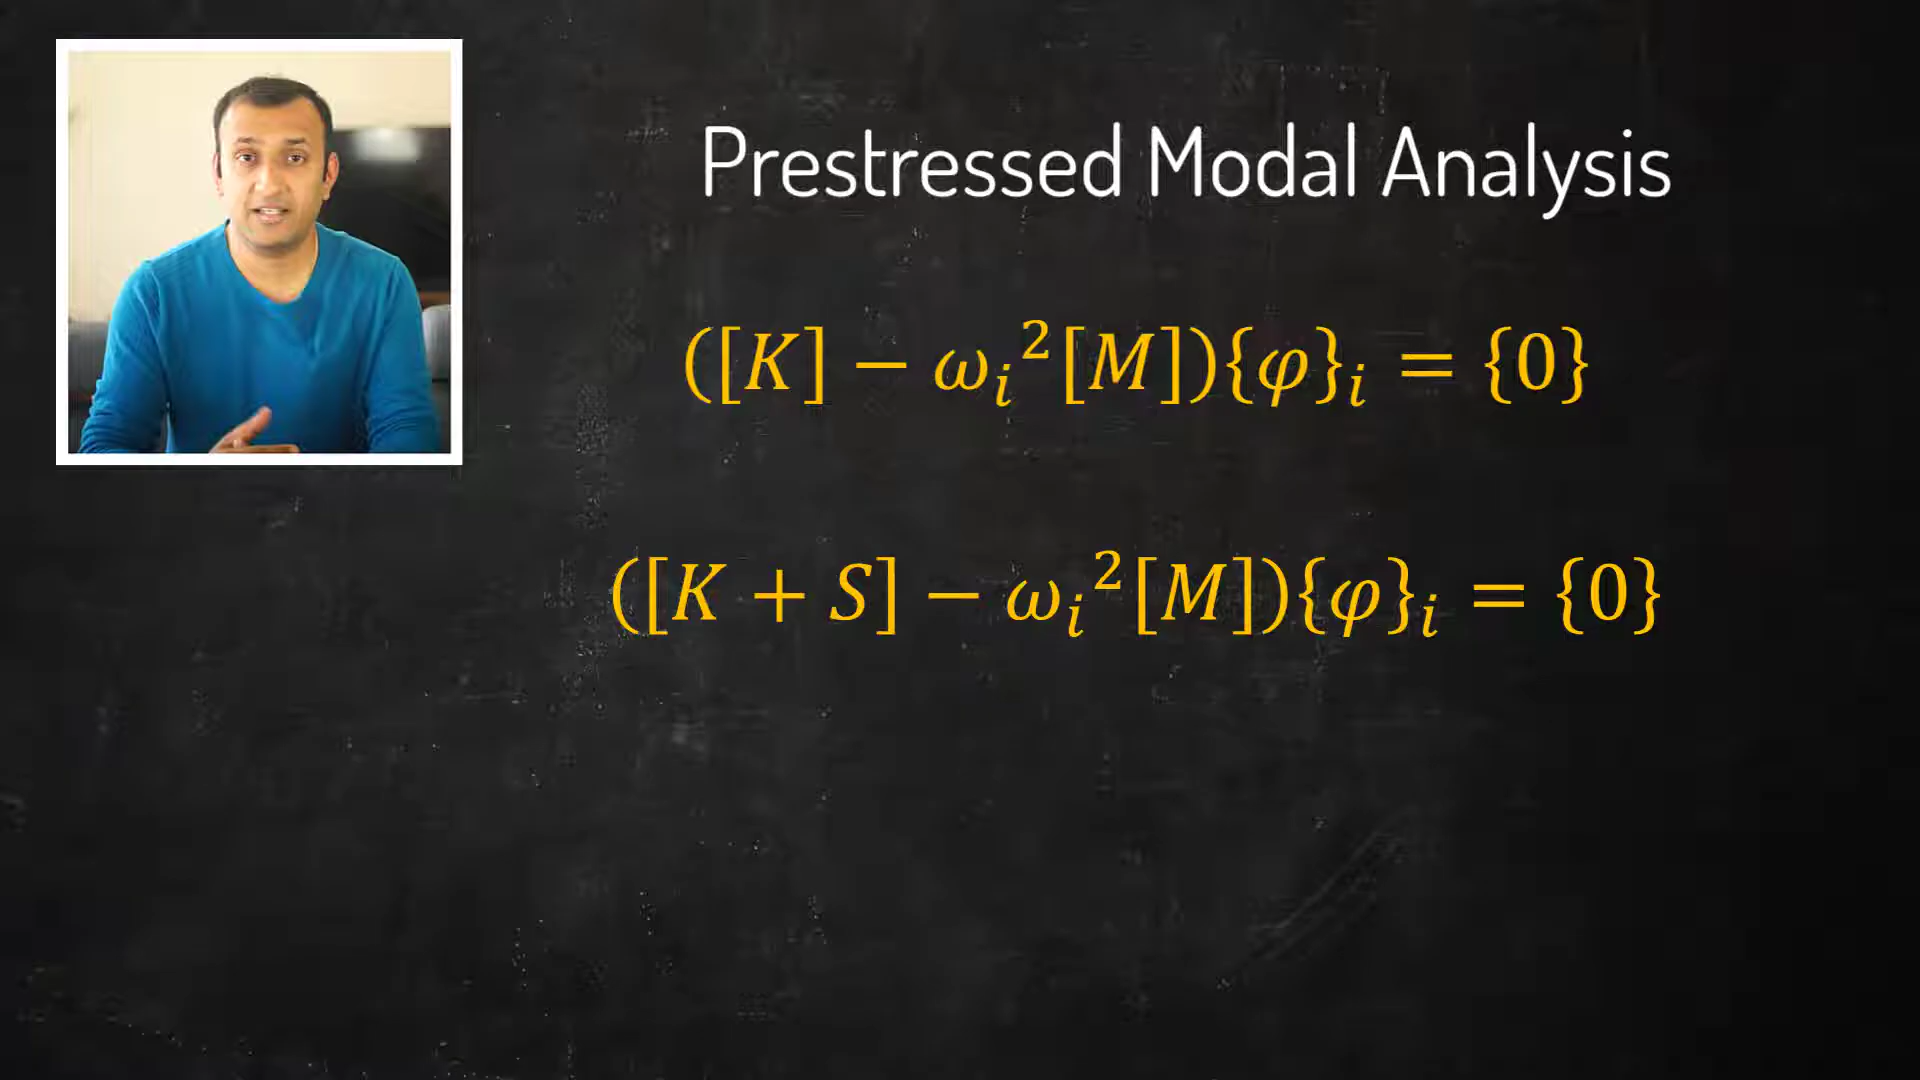 Prestressed Modal Analysis
([K] − ωᵢ²[M]){φ}ᵢ = {0}
([K + S] − ωᵢ²[M]){φ}ᵢ = {0}